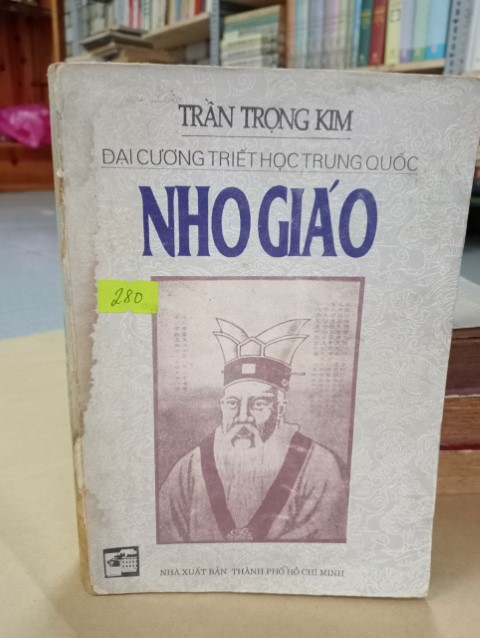 TRẦN TRỌNG KIM
ĐẠI CƯƠNG TRIẾT HỌC TRUNG QUỐC
NHO GIÁO
280
NHÀ XUẤT BẢN THÀNH PHỐ HỒ CHÍ MINH